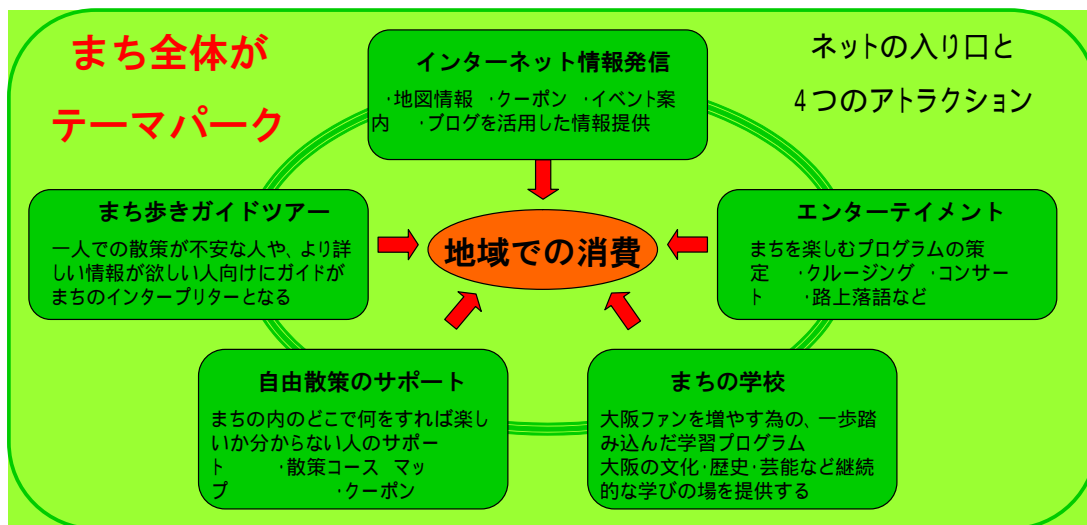 まち全体が
テーマパーク
ネットの入り口と
4つのアトラクション
インターネット情報発信
・地図情報 ・クーポン ・イベント案
内 ・ブログを活用した情報提供
まち歩きガイドツアー
一人での散策が不安な人や、より詳
しい情報が欲しい人向けにガイドが
まちのインタープリターとなる
地域での消費
エンターテイメント
まちを楽しむプログラムの策
定 ・クルージング ・コンサー
ト ・路上落語など
自由散策のサポート
まちの内のどこで何をすれば楽し
いか分からない人のサポー
ト ・散策コース マッ
プ ・クーポン
まちの学校
大阪ファンを増やす為の、一歩踏
み込んだ学習プログラム
大阪の文化・歴史・芸能など継続
的な学びの場を提供する